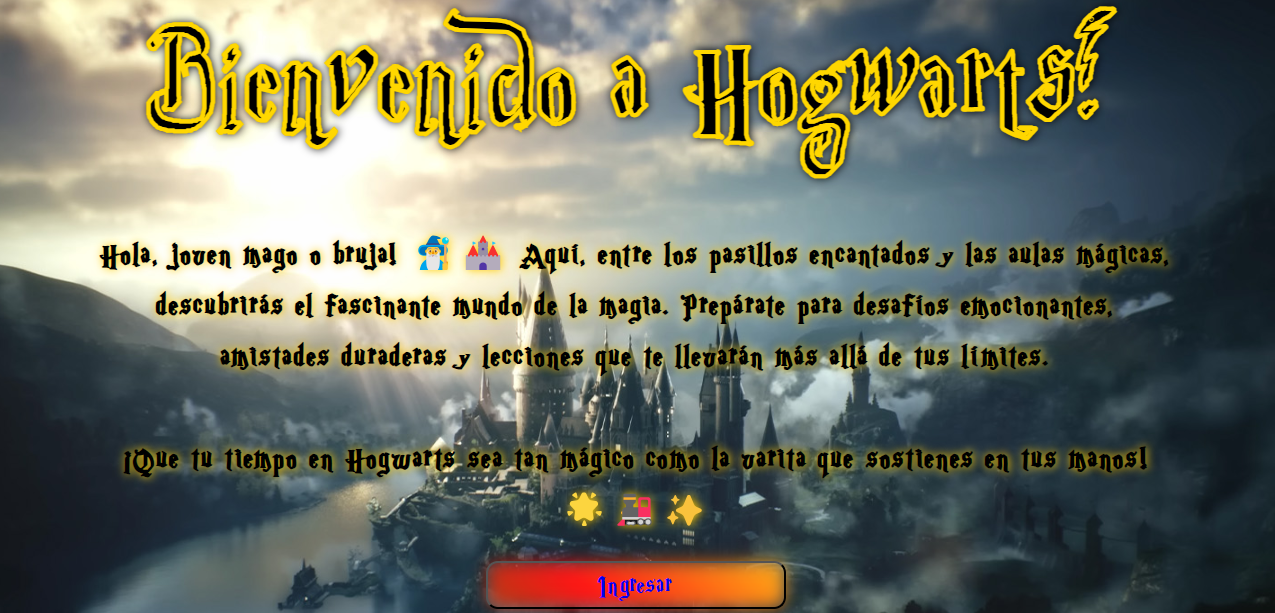 Bienvenido a Hogwarts!
Hola, joven mago o bruja! 🧙‍♂️ 🏰 Aquí, entre los pasillos encantados y las aulas mágicas,
descubrirás el fascinante mundo de la magia. Prepárate para desafíos emocionantes,
amistades duraderas y lecciones que te llevarán más allá de tus límites.
¡Que tu tiempo en Hogwarts sea tan mágico como la varita que sostienes en tus manos!
🌟 🚂 ✨
Ingresar